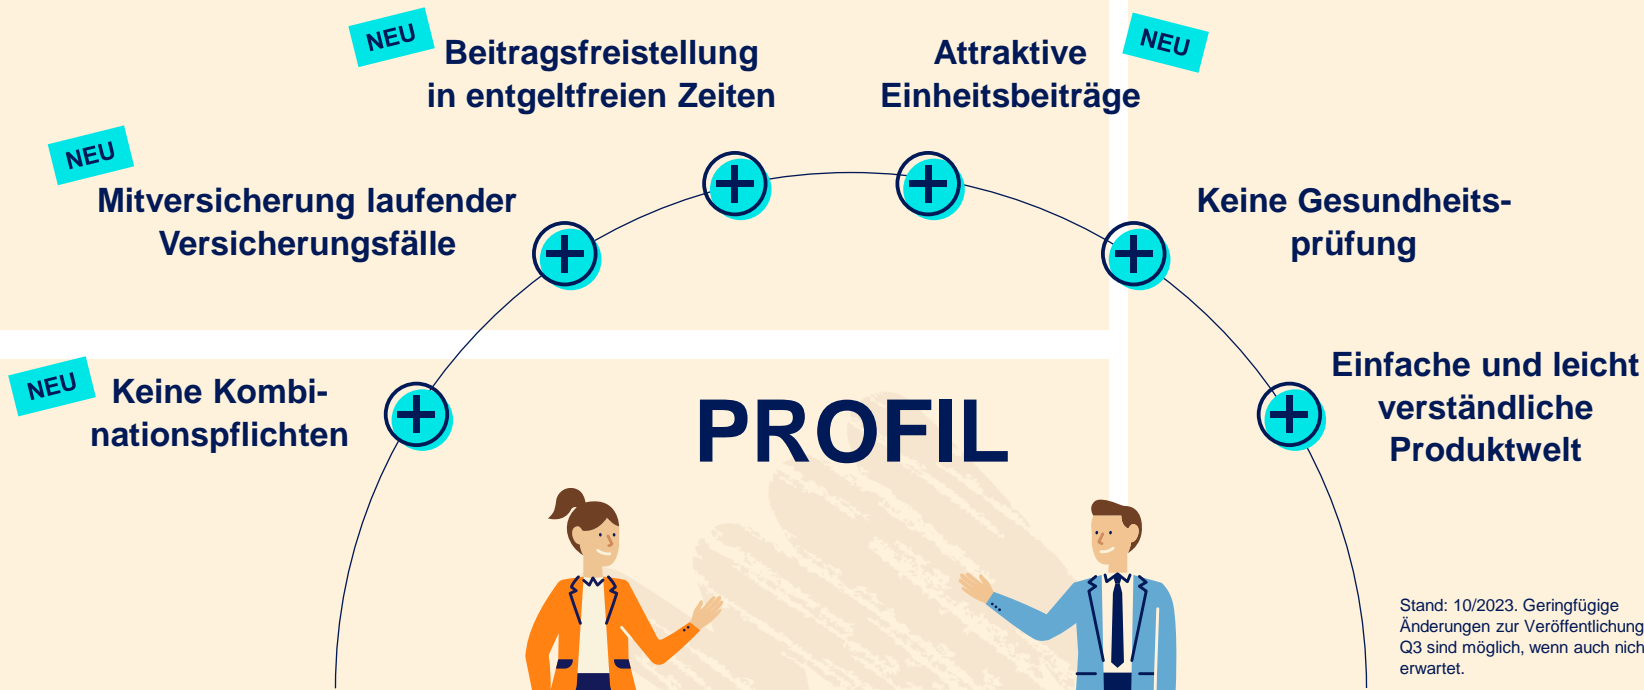 NEU
Beitragsfreistellung
in entgeltfreien Zeiten
Attraktive
Einheitsbeiträge
NEU
NEU
Mitversicherung laufender
Versicherungsfälle
Keine Gesundheits-
prüfung
NEU
Keine Kombi-
nationspflichten
PROFIL
Einfache und leicht
verständliche
Produktwelt
Stand: 10/2023. Geringfügige
Änderungen zur Veröffentlichung
Q3 sind möglich, wenn auch nich
erwartet.